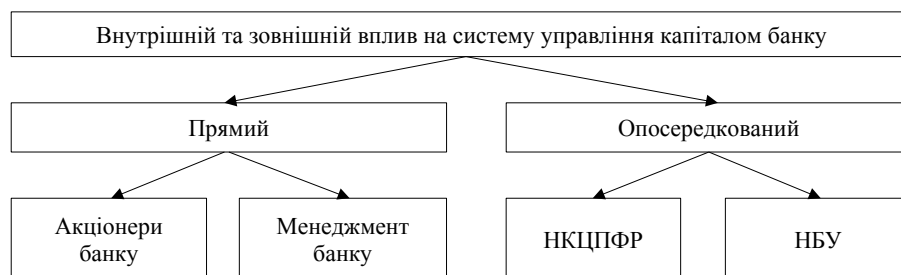 Внутрішній та зовнішній вплив на систему управління капіталом банку
Прямий
Опосередкований
Акціонери
банку
Менеджмент
банку
НКЦПФР
НБУ